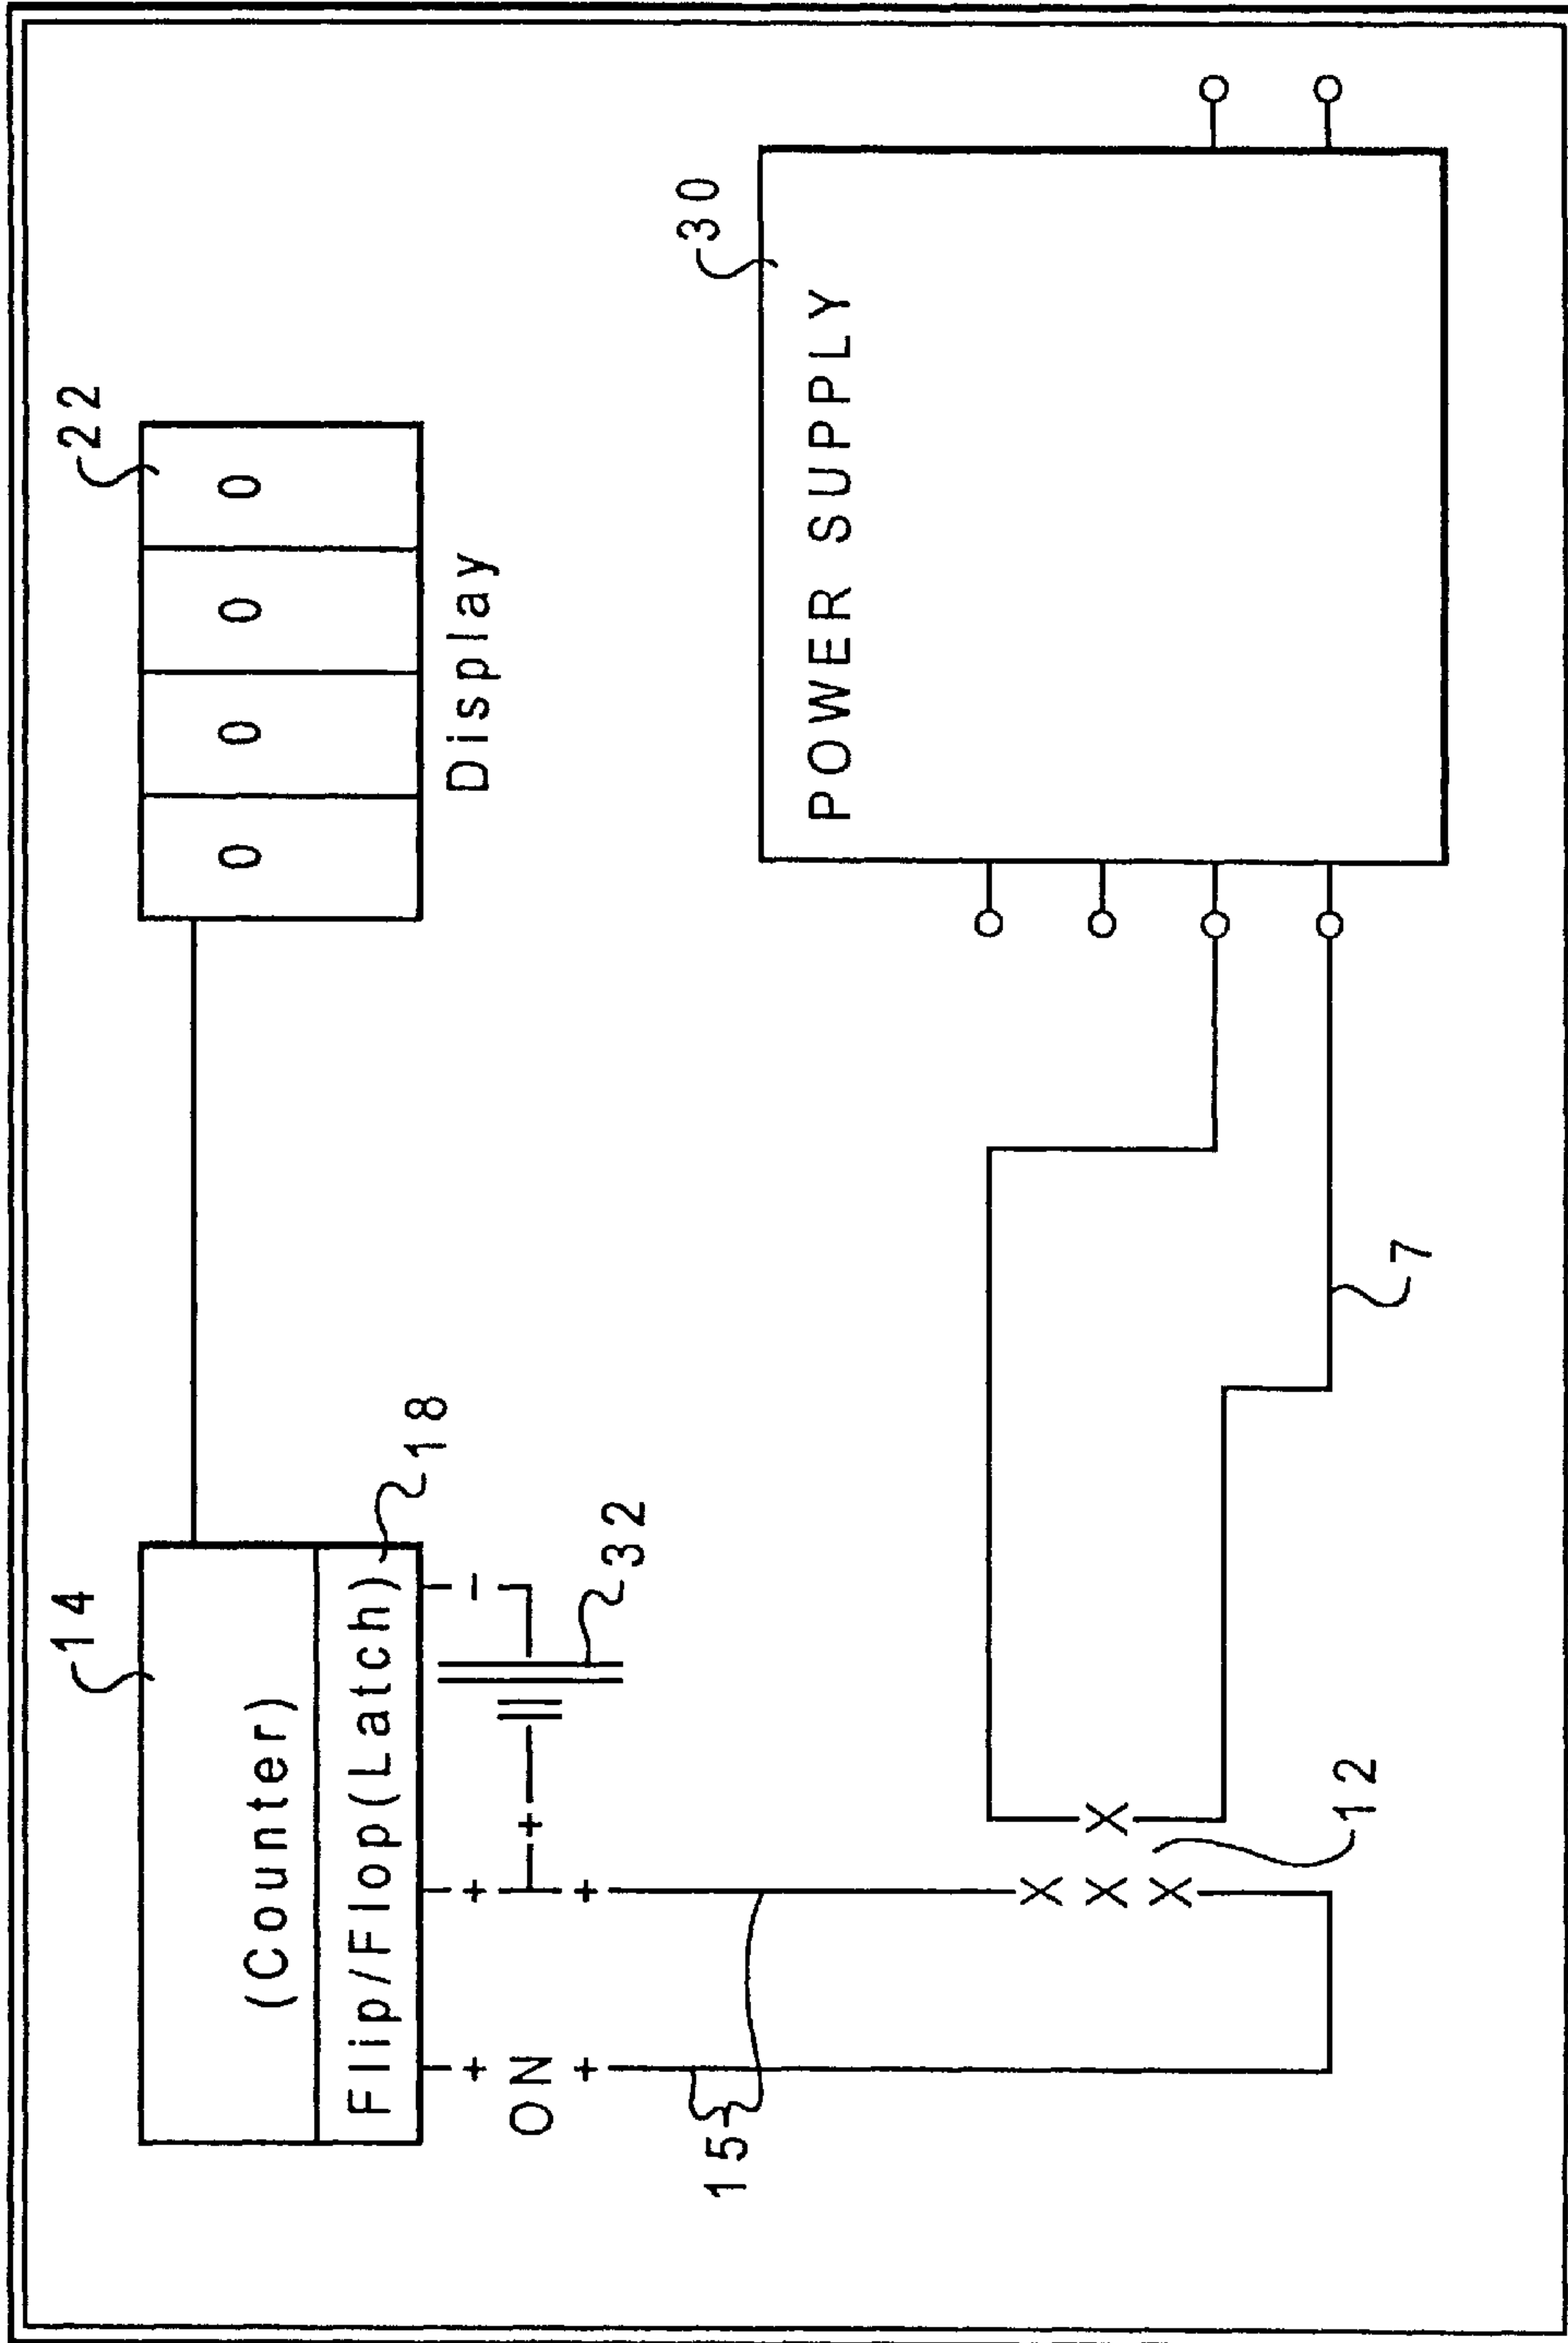 14
(Counter)
Flip/Flop(Latch)
18
22
0 0 0 0
Display
+ + -
ON
+ + +
32
15
30
POWER SUPPLY
7
12
X
X X X